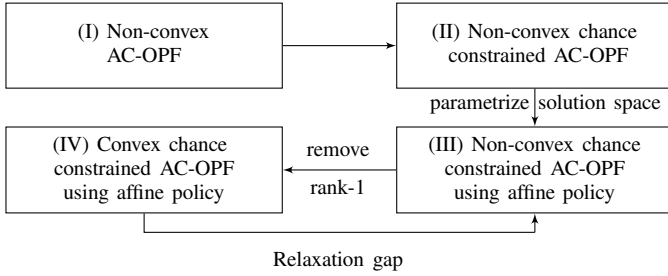 (I) Non-convex
AC-OPF
(II) Non-convex chance
constrained AC-OPF
parametrize solution space
(IV) Convex chance
constrained AC-OPF
using affine policy
remove
rank-1
(III) Non-convex chance
constrained AC-OPF
using affine policy
Relaxation gap